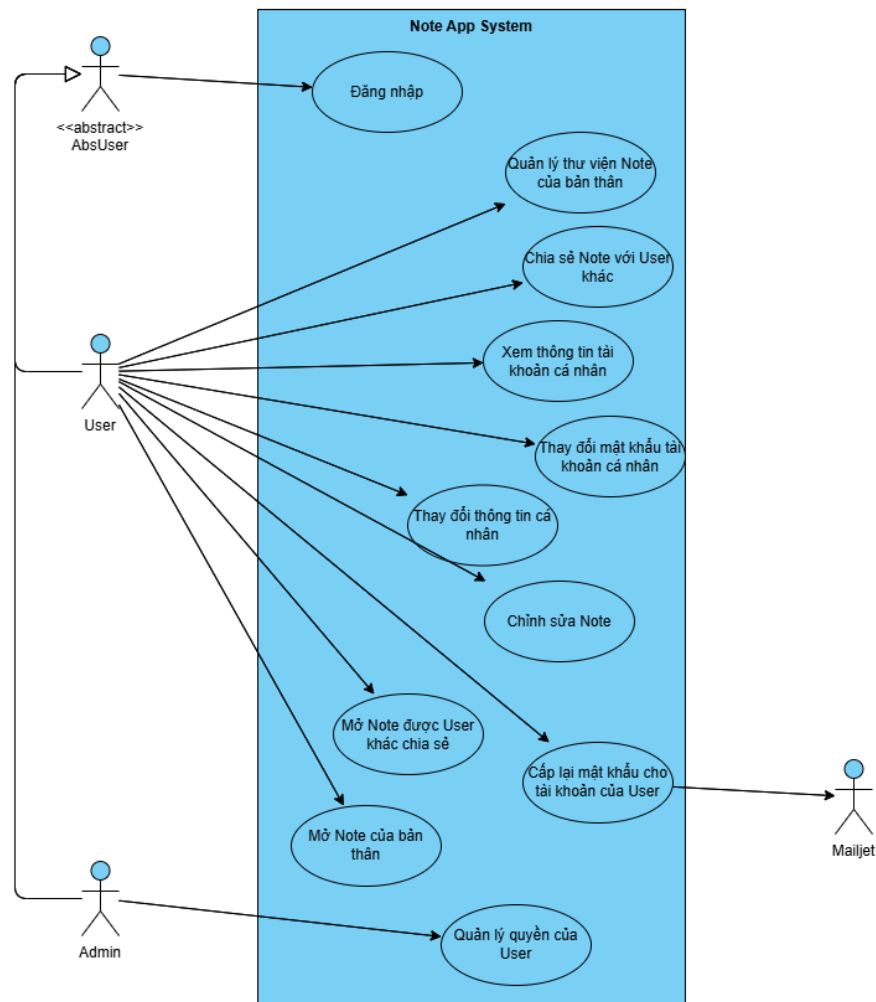 Note App System
Đăng nhập
<<abstract>>
AbsUser
Quản lý thư viện Note
của bản thân
Chia sẻ Note với User
khác
Xem thông tin tài
khoản cá nhân
User
Thay đổi mật khẩu tài
khoản cá nhân
Thay đổi thông tin cá
nhân
Chỉnh sửa Note
Mở Note được User
khác chia sẻ
Cấp lại mật khẩu cho
tài khoản của User
Mailjet
Mở Note của bản
thân
Admin
Quản lý quyền của
User